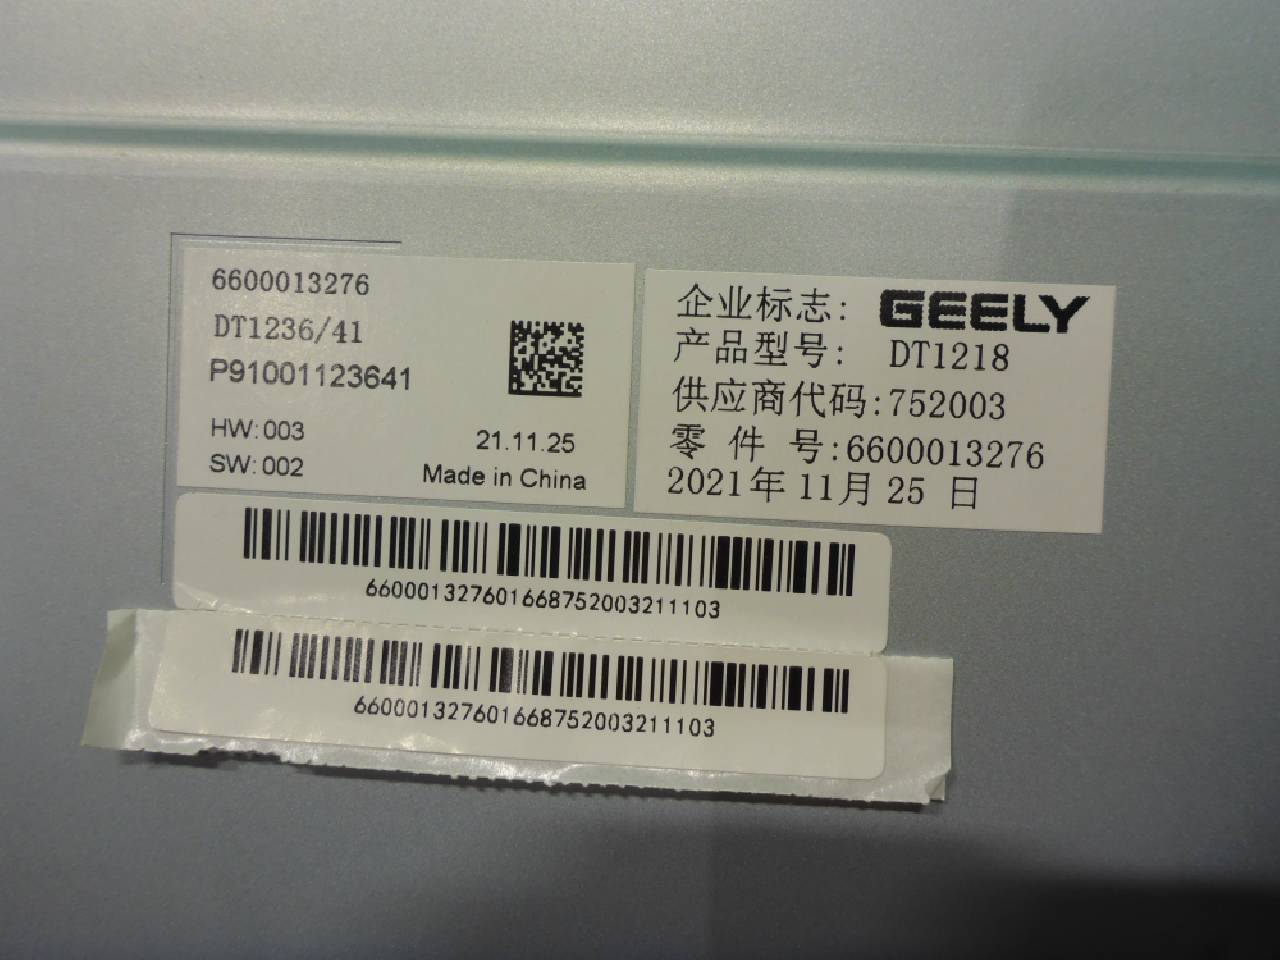 6600013276
DT1236/41
P91001123641
HW:003
SW:002
21.11.25
Made in China
企业标志: GEELY
产品型号: DT1218
供应商代码:752003
零 件 号:6600013276
2021年 11月 25 日
660001327601668752003211103
660001327601668752003211103